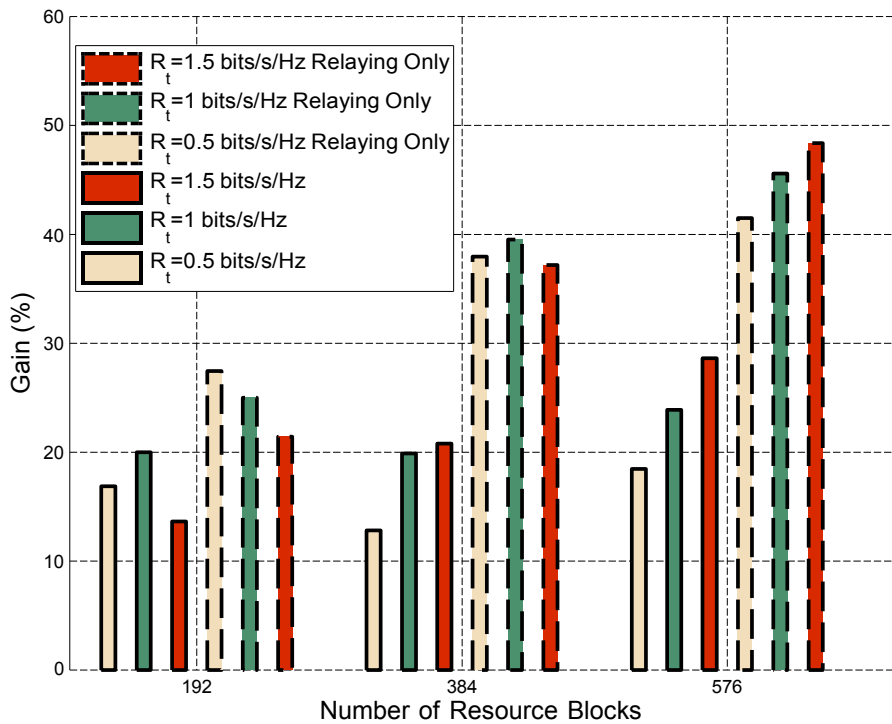 60
50
40
30
20
10
0
Gain (%)
R_t=1.5 bits/s/Hz Relaying Only
R_t=1 bits/s/Hz Relaying Only
R_t=0.5 bits/s/Hz Relaying Only
R_t=1.5 bits/s/Hz
R_t=1 bits/s/Hz
R_t=0.5 bits/s/Hz
192 384 576
Number of Resource Blocks